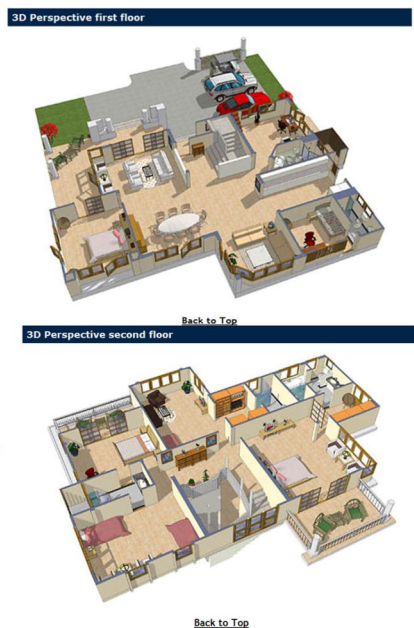 3D Perspective first floor
Back to Top
3D Perspective second floor
Back to Top